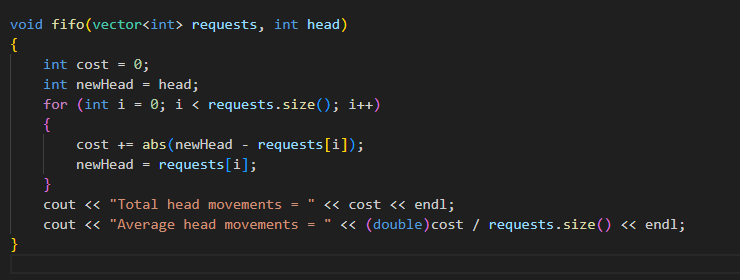 void fifo(vector<int> requests, int head)
{
    int cost = 0;
    int newHead = head;
    for (int i = 0; i < requests.size(); i++)
    {
        cost += abs(newHead - requests[i]);
        newHead = requests[i];
    }
    cout << "Total head movements = " << cost << endl;
    cout << "Average head movements = " << (double)cost / requests.size() << endl;
}